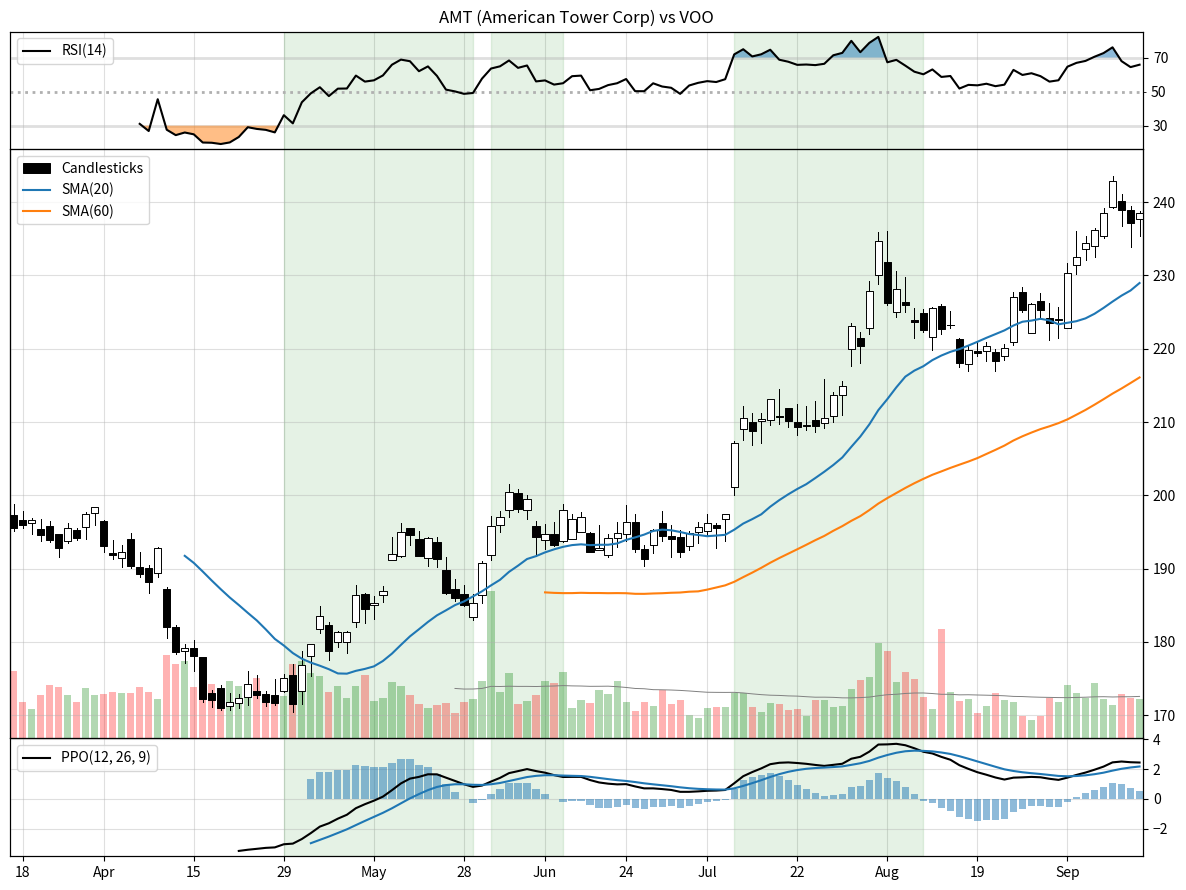 AMT (American Tower Corp) vs VOO
RSI(14)
70
50
30
Candlesticks
SMA(20)
SMA(60)
240
230
220
210
200
190
180
170
PPO(12, 26, 9)
4
2
0
−2
18 Apr 15 29 May 28 Jun 24 Jul 22 Aug 19 Sep